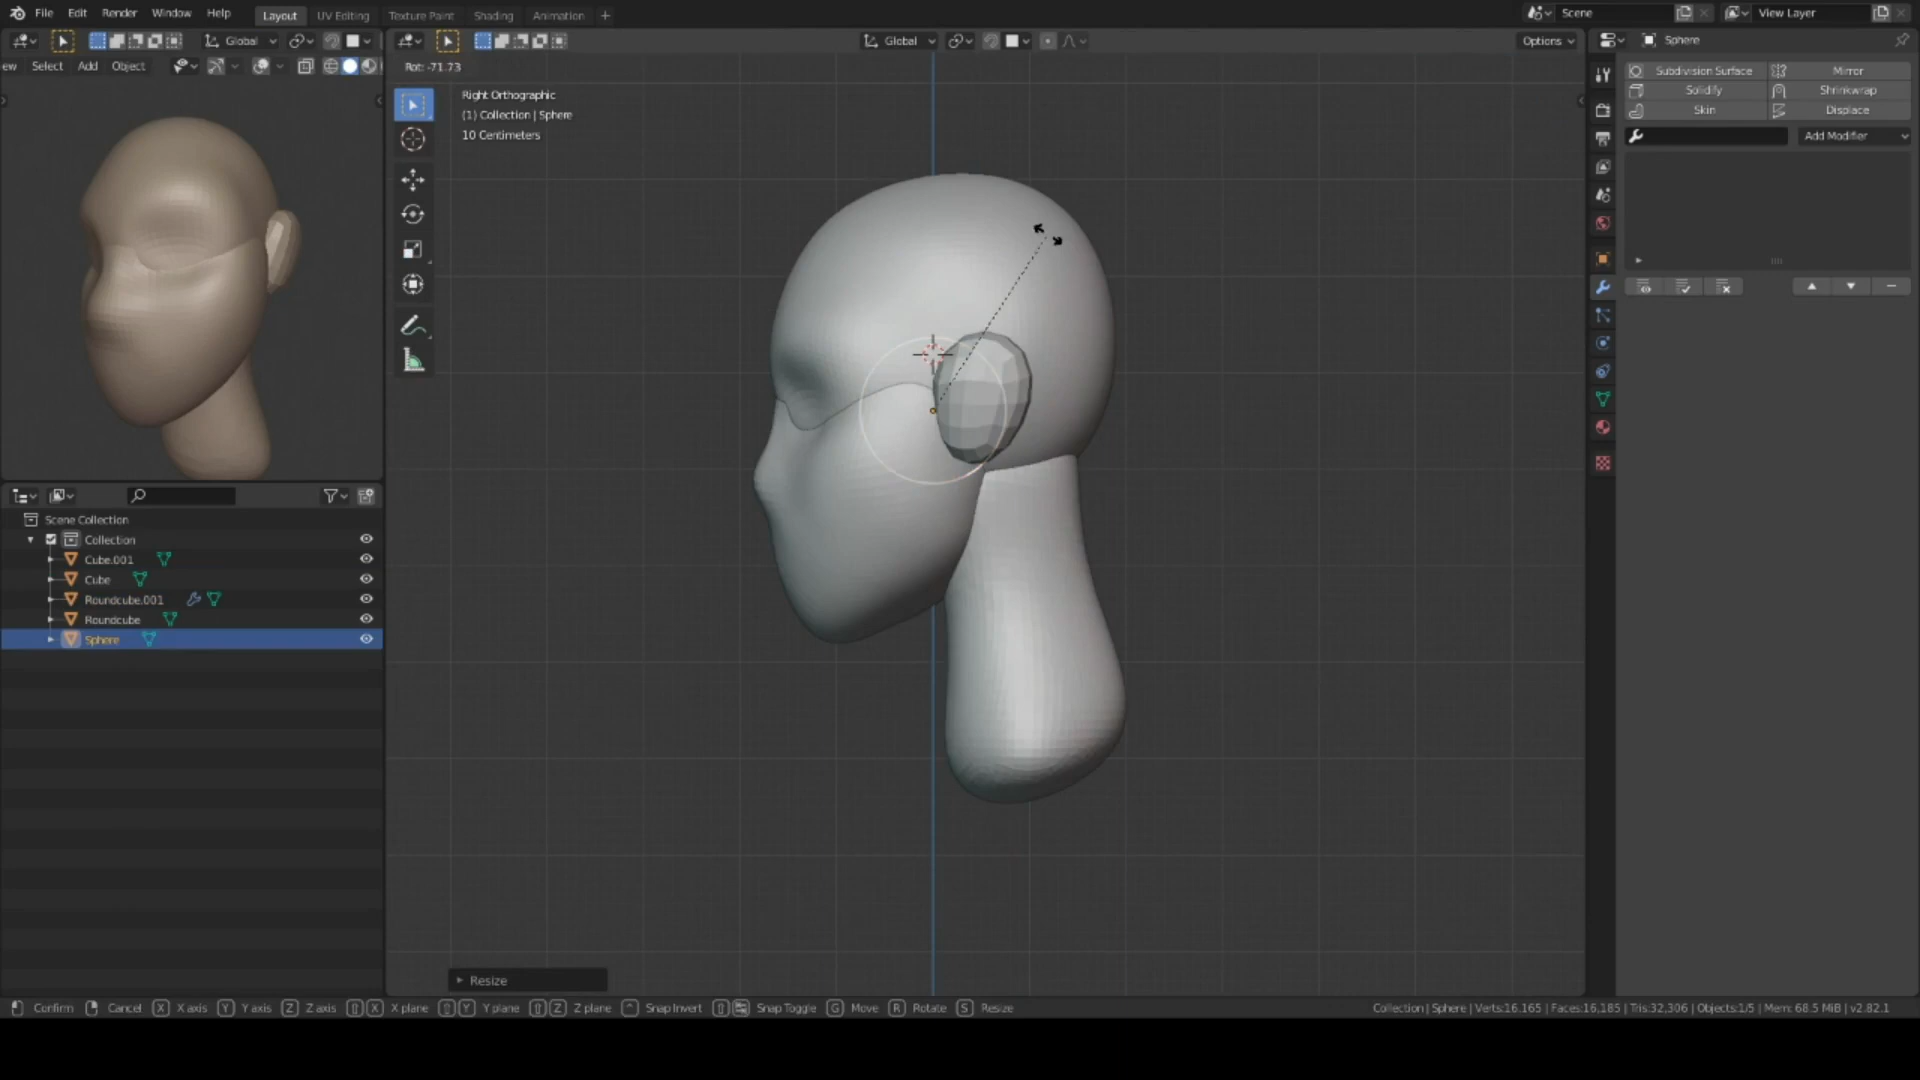 File Edit Render Window Help Layout UV Editing Texture Paint Shading Animation + Scene View Layer
Global Global Options Sphere
ew Select Add Object Rot: -71.73
Subdivision Surface Mirror
Solidify Shrinkwrap
Skin Displace
Add Modifier
Right Orthographic
(1) Collection | Sphere
10 Centimeters
Scene Collection
Collection
Cube.001
Cube
Roundcube.001
Roundcube
Sphere
Resize
Confirm Cancel X X axis Y Y axis Z Z axis X X plane Y Y plane Z Z plane Snap Invert Snap Toggle G Move R Rotate S Resize Collection | Sphere | Verts:16,165 | Faces:16,185 | Tris:32,306 | Objects:1/5 | Mem: 68.5 MiB | v2.82.1